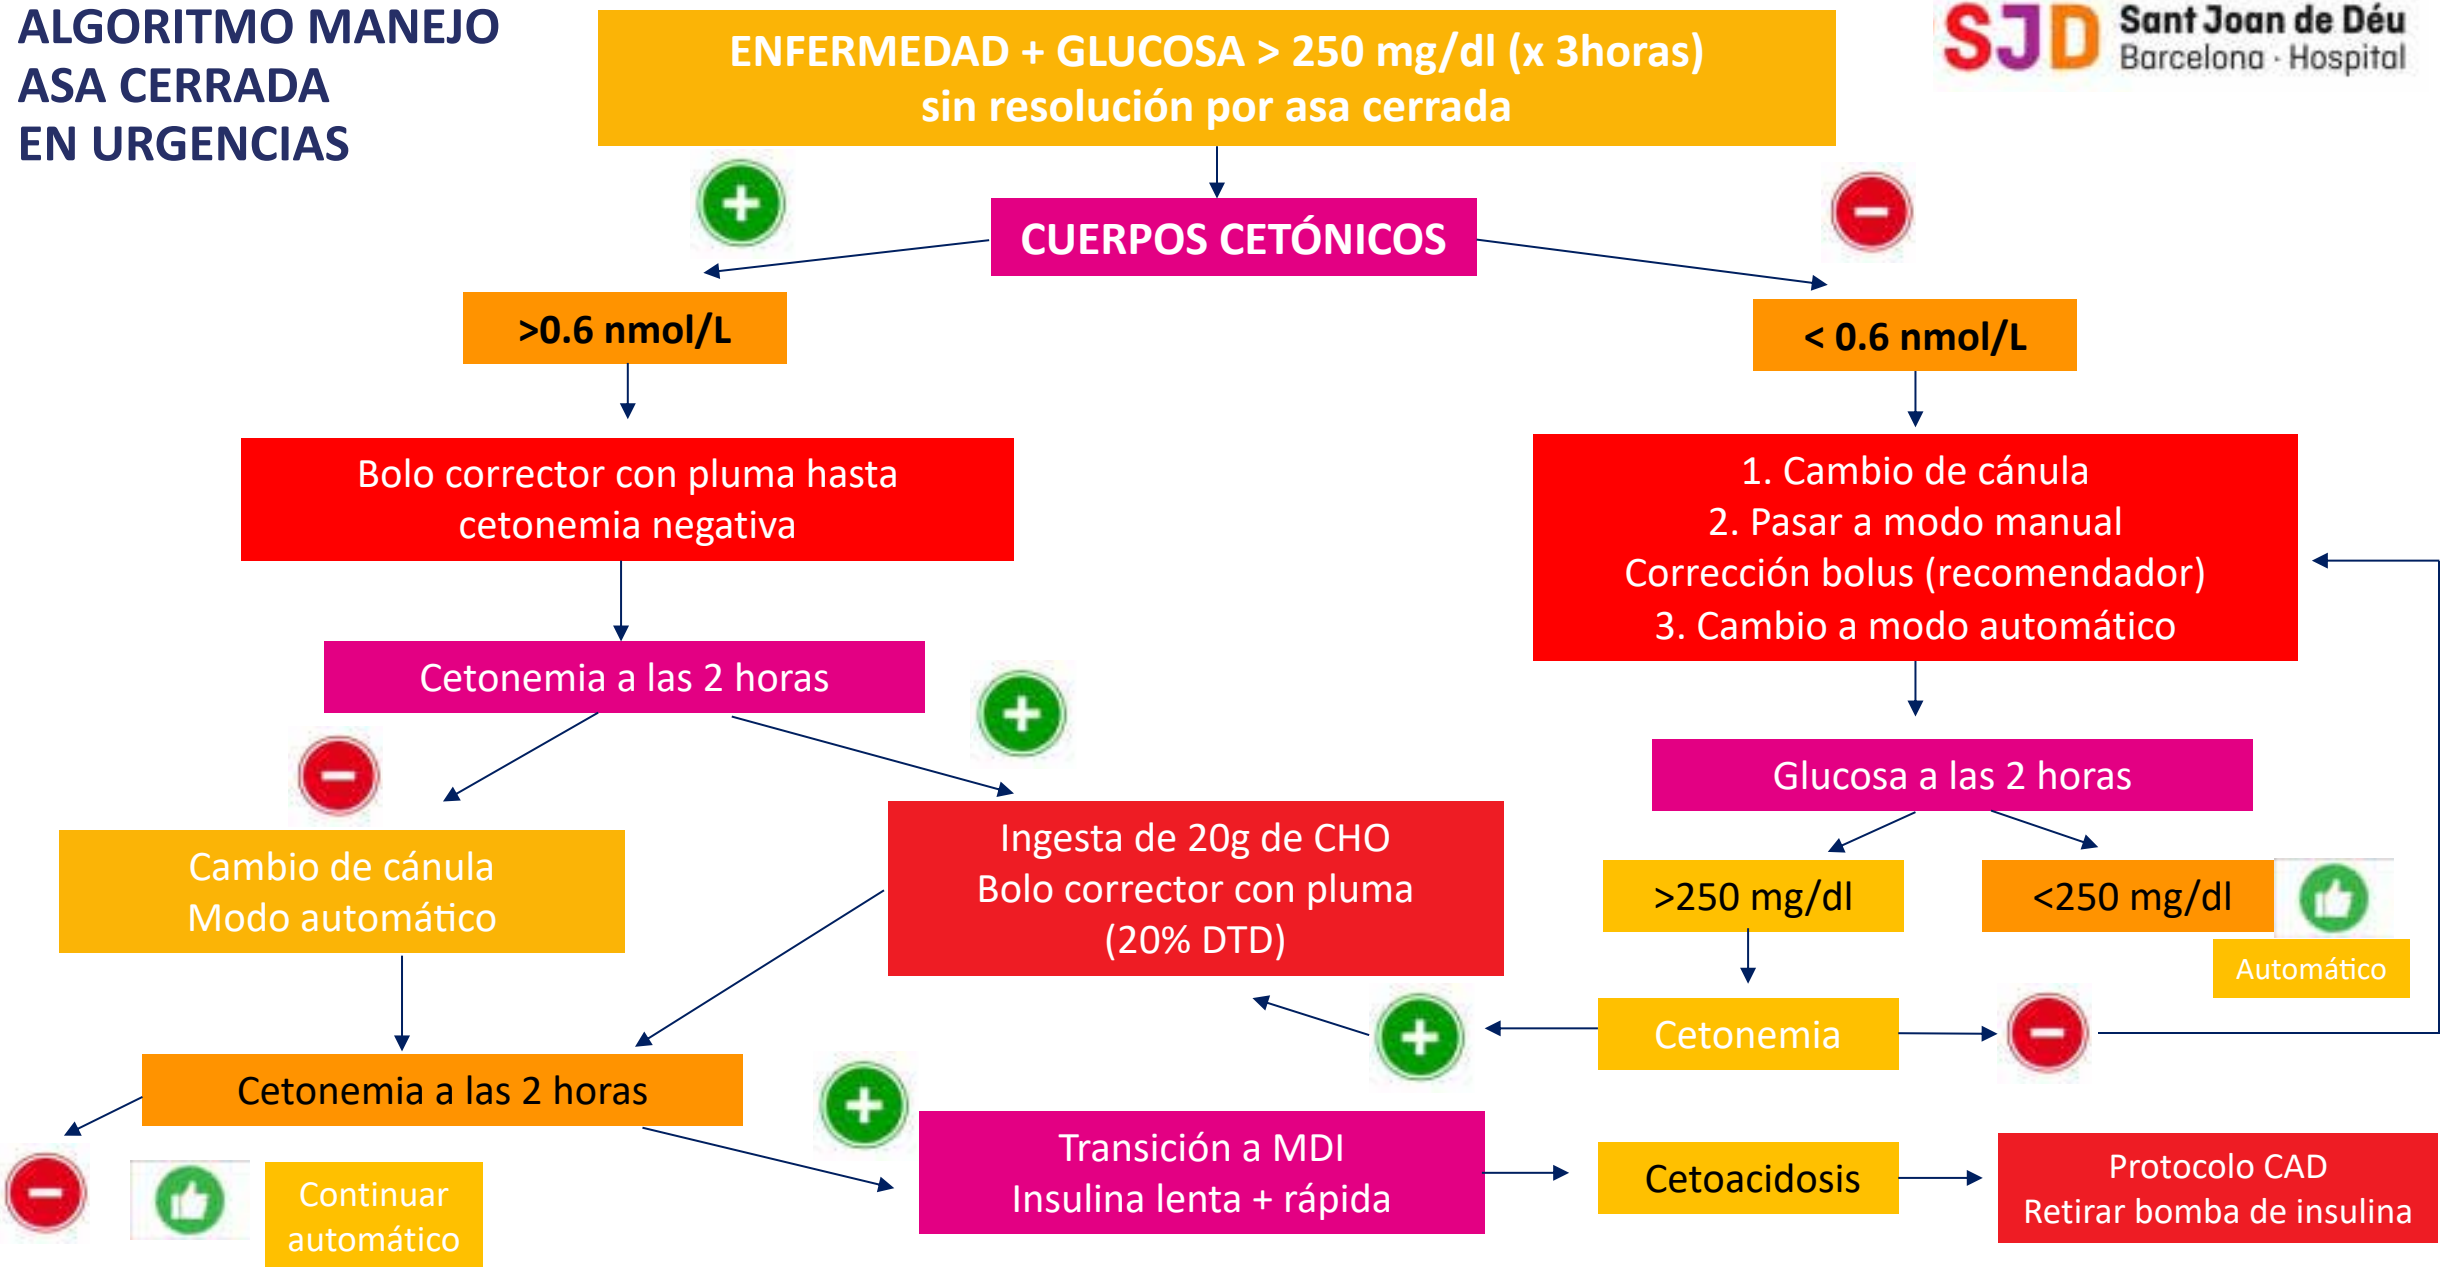 ALGORITMO MANEJO
ASA CERRADA
EN URGENCIAS
ENFERMEDAD + GLUCOSA > 250 mg/dl (x 3horas)
sin resolución por asa cerrada
SJD
Sant Joan de Déu
Barcelona · Hospital
CUERPOS CETÓNICOS
>0.6 nmol/L
< 0.6 nmol/L
Bolo corrector con pluma hasta
cetonemia negativa
1. Cambio de cánula
2. Pasar a modo manual
Corrección bolus (recomendador)
3. Cambio a modo automático
Cetonemia a las 2 horas
Glucosa a las 2 horas
Cambio de cánula
Modo automático
Ingesta de 20g de CHO
Bolo corrector con pluma
(20% DTD)
>250 mg/dl
<250 mg/dl
Automático
Cetonemia
Cetonemia a las 2 horas
Continuar
automático
Transición a MDI
Insulina lenta + rápida
Cetoacidosis
Protocolo CAD
Retirar bomba de insulina